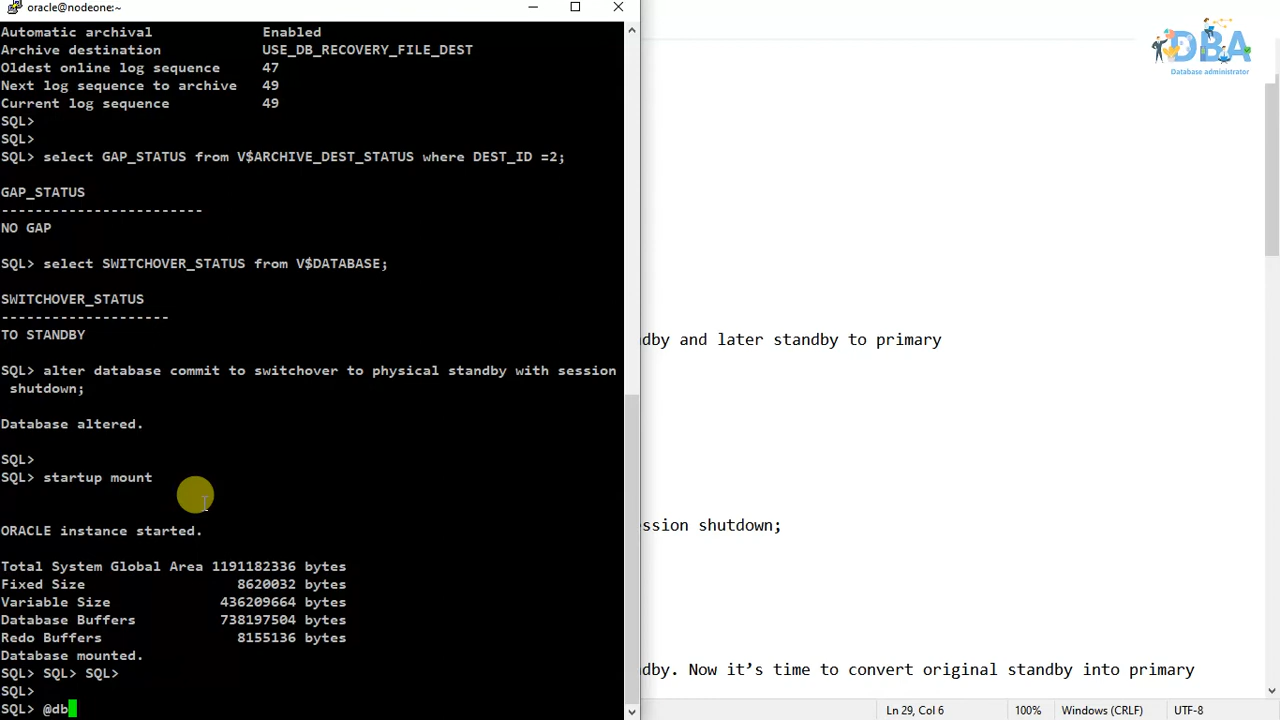 oracle@nodeone:~
Automatic archival             Enabled
Archive destination            USE_DB_RECOVERY_FILE_DEST
Oldest online log sequence     47
Next log sequence to archive   49
Current log sequence           49
SQL>
SQL>
SQL> select GAP_STATUS from V$ARCHIVE_DEST_STATUS where DEST_ID =2;
GAP_STATUS
------------------------
NO GAP
SQL> select SWITCHOVER_STATUS from V$DATABASE;
SWITCHOVER_STATUS
--------------------
TO STANDBY
SQL> alter database commit to switchover to physical standby with session
 shutdown;
Database altered.
SQL>
SQL> startup mount
ORACLE instance started.
Total System Global Area 1191182336 bytes
Fixed Size                  8620032 bytes
Variable Size             436209664 bytes
Database Buffers          738197504 bytes
Redo Buffers                8155136 bytes
Database mounted.
SQL> SQL> SQL>
SQL>
SQL> @db
DBA
Database administrator
dby and later standby to primary
ssion shutdown;
dby. Now it’s time to convert original standby into primary
Ln 29, Col 6
100%
Windows (CRLF)
UTF-8